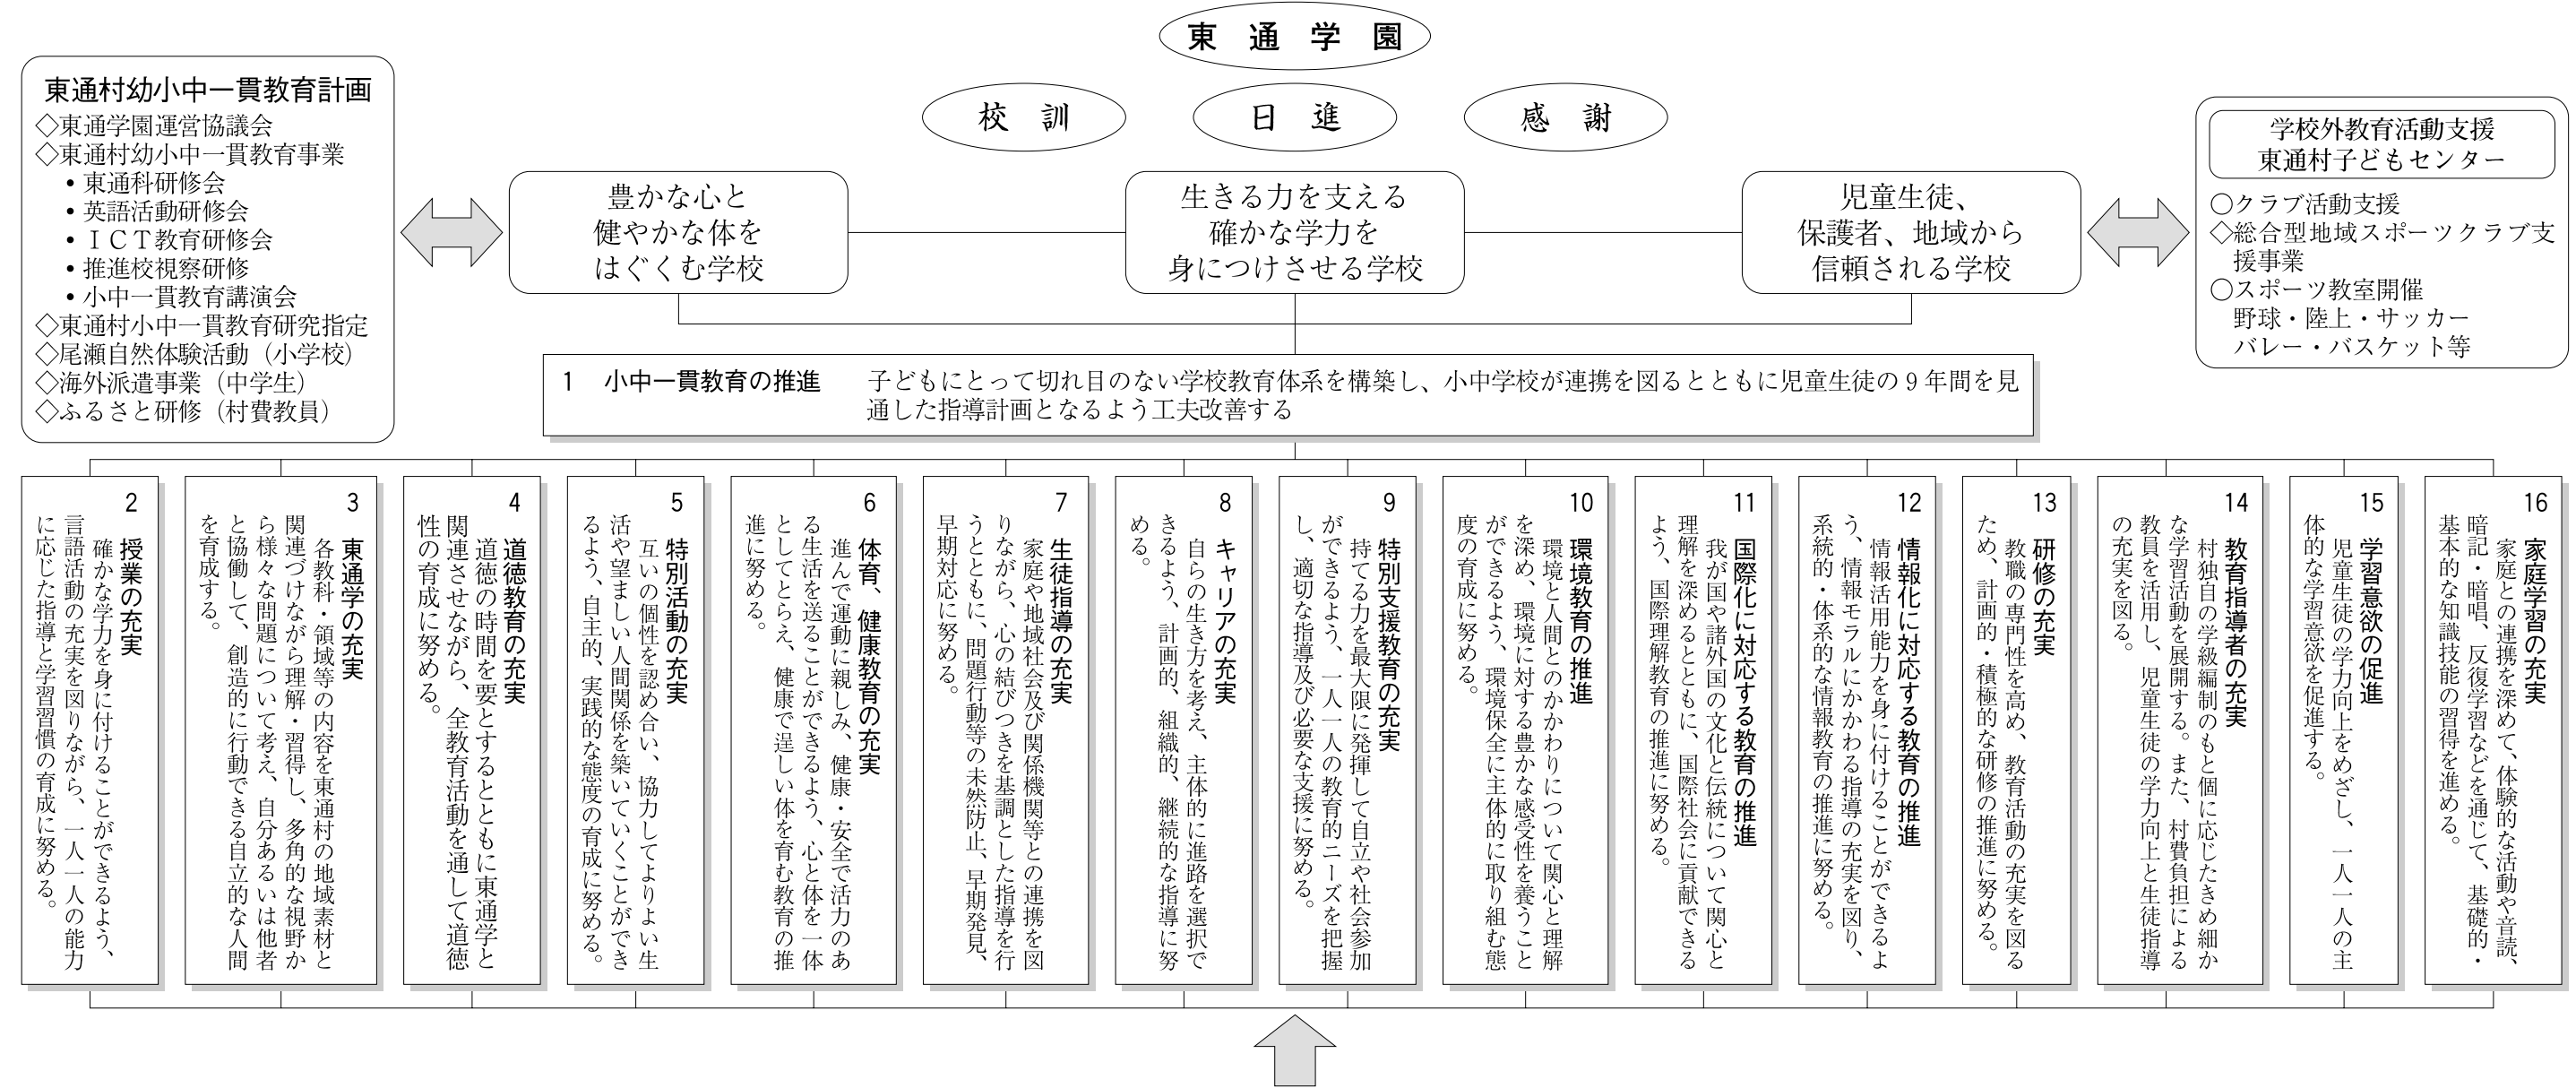 東　通　学　園
校　訓
日　進
感　謝
東通村幼小中一貫教育計画
◇東通学園運営協議会
◇東通村幼小中一貫教育事業
・東通科研修会
・英語活動研修会
・ＩＣＴ教育研修会
・推進校視察研修
・小中一貫教育講演会
◇東通村小中一貫教育研究指定
◇尾瀬自然体験活動（小学校）
◇海外派遣事業（中学生）
◇ふるさと研修（村費教員）
豊かな心と
健やかな体を
はぐくむ学校
生きる力を支える
確かな学力を
身につけさせる学校
児童生徒、
保護者、地域から
信頼される学校
学校外教育活動支援
東通村子どもセンター
○クラブ活動支援
◇総合型地域スポーツクラブ支
援事業
○スポーツ教室開催
野球・陸上・サッカー
バレー・バスケット等
1　小中一貫教育の推進　子どもにとって切れ目のない学校教育体系を構築し、小中学校が連携を図るとともに児童生徒の9年間を見
通した指導計画となるよう工夫改善する
2　授業の充実
確かな学力を身に付けることができるよう、
言語活動の充実を図りながら、一人一人の能力
に応じた指導と学習習慣の育成に努める。
3　東通学の充実
各教科・領域等の内容を東通村の地域素材と
関連づけながら理解・習得し、多角的な視野か
ら様々な問題について考え、自分あるいは他者
と協働して、創造的に行動できる自立的な人間
を育成する。
4　道徳教育の充実
道徳の時間を要とするとともに東通学と
関連させながら、全教育活動を通して道徳
性の育成に努める。
5　特別活動の充実
互いの個性を認め合い、協力してよりよい生
活や望ましい人間関係を築いていくことができ
るよう、自主的、実践的な態度の育成に努める。
6　体育、健康教育の充実
進んで運動に親しみ、健康・安全で活力のあ
る生活を送ることができるよう、心と体を一体
としてとらえ、健康で逞しい体を育む教育の推
進に努める。
7　生徒指導の充実
家庭や地域社会及び関係機関等との連携を図
りながら、心の結びつきを基調とした指導を行
うとともに、問題行動等の未然防止、早期発見、
早期対応に努める。
8　キャリアの充実
自らの生き方を考え、主体的に進路を選択で
きるよう、計画的、組織的、継続的な指導に努
める。
9　特別支援教育の充実
持てる力を最大限に発揮して自立や社会参加
ができるよう、一人一人の教育的ニーズを把握
し、適切な指導及び必要な支援に努める。
10　環境教育の推進
環境と人間とのかかわりについて関心と理解
を深め、環境に対する豊かな感受性を養うこと
ができるよう、環境保全に主体的に取り組む態
度の育成に努める。
11　国際化に対応する教育の推進
我が国や諸外国の文化と伝統について関心と
理解を深めるとともに、国際社会に貢献できる
よう、国際理解教育の推進に努める。
12　情報化に対応する教育の推進
情報活用能力を身に付けることができるよ
う、情報モラルにかかわる指導の充実を図り、
系統的・体系的な情報教育の推進に努める。
13　研修の充実
教職の専門性を高め、教育活動の充実を図る
ため、計画的・積極的な研修の推進に努める。
14　教育指導者の充実
村独自の学級編制のもと個に応じたきめ細か
な学習活動を展開する。また、村費負担による
教員を活用し、児童生徒の学力向上と生徒指導
の充実を図る。
15　学習意欲の促進
児童生徒の学力向上をめざし、一人一人の主
体的な学習意欲を促進する。
16　家庭学習の充実
家庭との連携を深めて、体験的な活動や音読、
暗記・暗唱、反復学習などを通じて、基礎的・
基本的な知識技能の習得を進める。